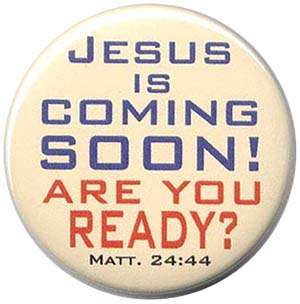 JESUS
IS
COMING
SOON!
ARE YOU
READY?
MATT. 24:44